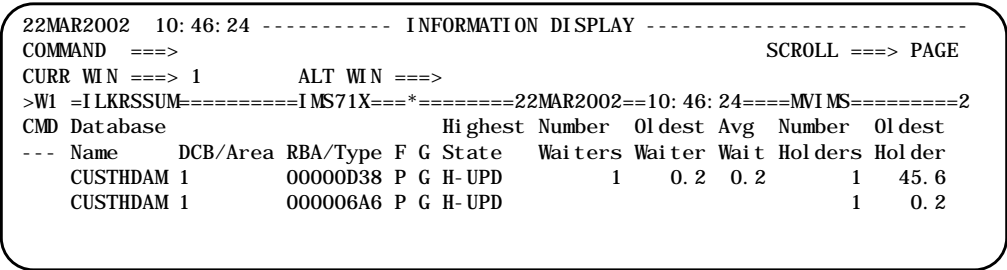 22MAR2002  10:46:24 ----------- INFORMATION DISPLAY ---------------------------
COMMAND  ===>                                                 SCROLL ===> PAGE
CURR WIN ===> 1         ALT WIN ===>
>W1 =ILKRSSUM==========IMS71X===*========22MAR2002==10:46:24====MVIMS=========2
CMD Database                           Highest Number  Oldest Avg  Number  Oldest
--- Name     DCB/Area RBA/Type F G State   Waiters Waiter Wait Holders Holder
    CUSTHDAM 1        00000D38 P G H-UPD         1    0.2  0.2       1   45.6
    CUSTHDAM 1        000006A6 P G H-UPD                             1    0.2